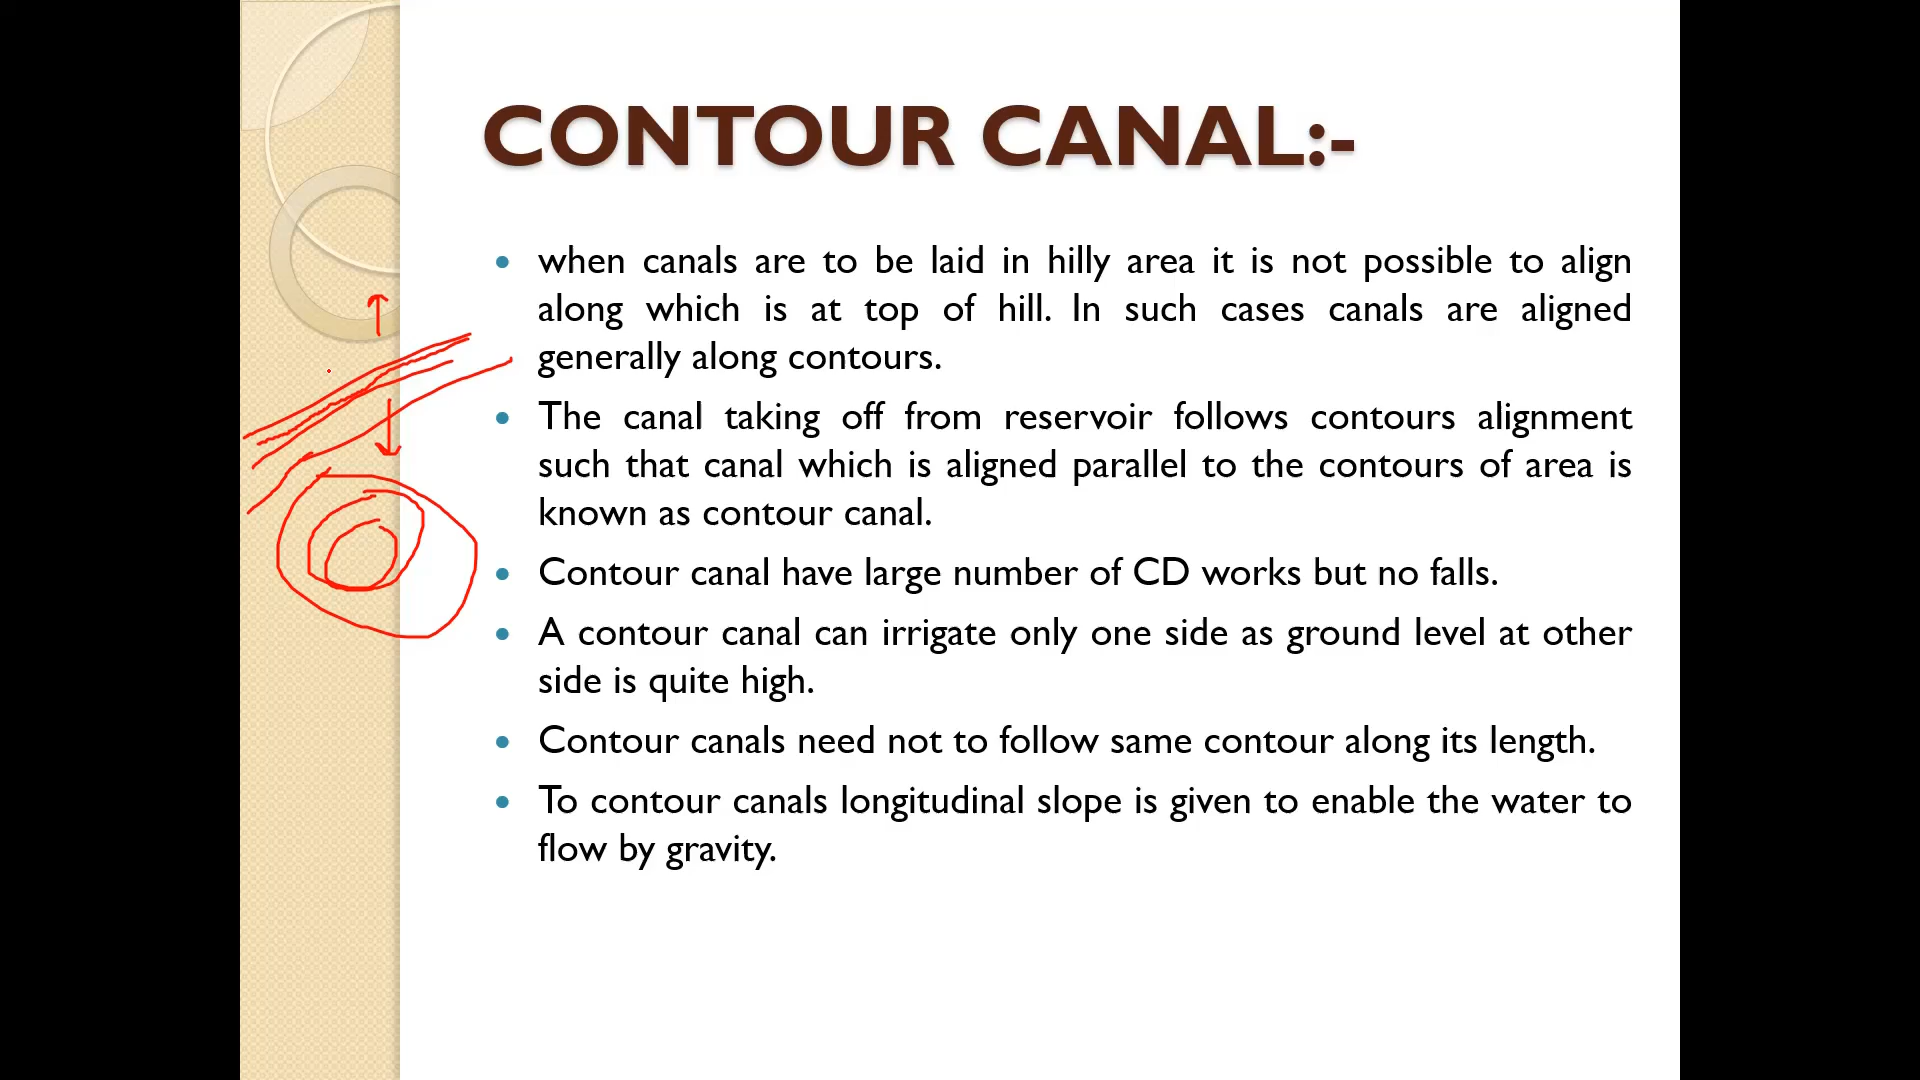 CONTOUR CANAL:-
• when canals are to be laid in hilly area it is not possible to align
along which is at top of hill. In such cases canals are aligned
generally along contours.
• The canal taking off from reservoir follows contours alignment
such that canal which is aligned parallel to the contours of area is
known as contour canal.
• Contour canal have large number of CD works but no falls.
• A contour canal can irrigate only one side as ground level at other
side is quite high.
• Contour canals need not to follow same contour along its length.
• To contour canals longitudinal slope is given to enable the water to
flow by gravity.